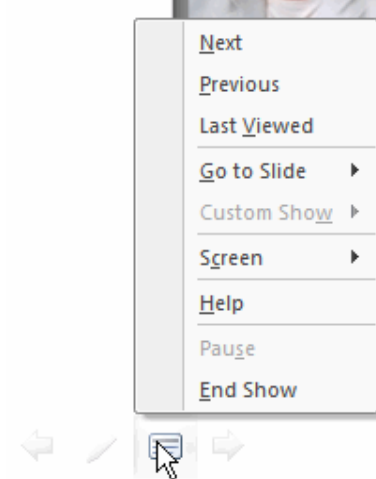 Next
Previous
Last Viewed
Go to Slide
Custom Show
Screen
Help
Pause
End Show